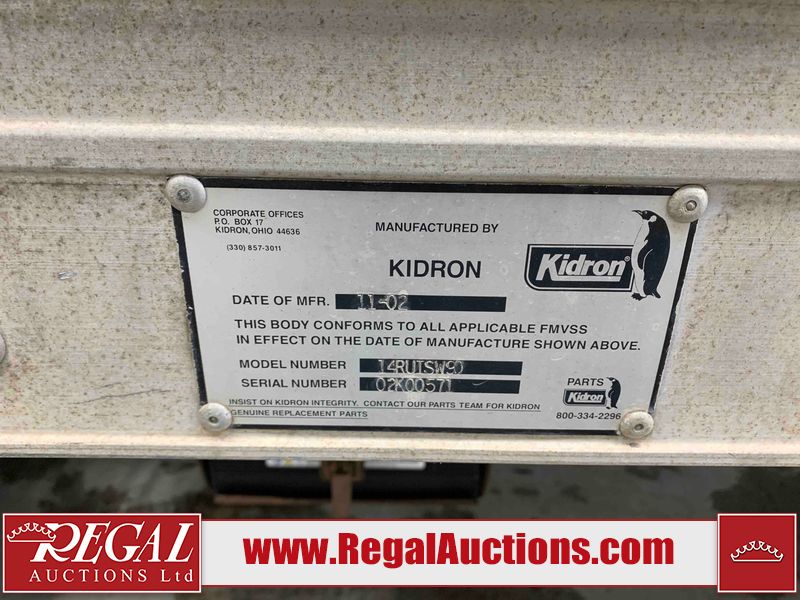 CORPORATE OFFICES
P.O. BOX 17
KIDRON, OHIO 44636
(330) 857-3011
MANUFACTURED BY
KIDRON
Kidron®
DATE OF MFR. 11-02
THIS BODY CONFORMS TO ALL APPLICABLE FMVSS
IN EFFECT ON THE DATE OF MANUFACTURE SHOWN ABOVE.
MODEL NUMBER 14RUTSW90
SERIAL NUMBER 02K00571
PARTS
Kidron
800-334-2296
INSIST ON KIDRON INTEGRITY. CONTACT OUR PARTS TEAM FOR KIDRON
GENUINE REPLACEMENT PARTS
REGAL
AUCTIONS Ltd
www.RegalAuctions.com